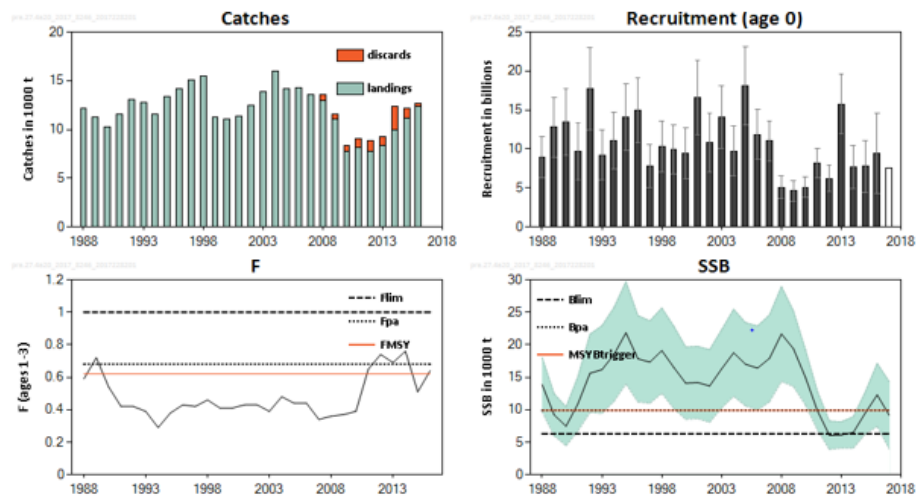 Catches
discards
landings
Catches in 1000 t
20
15
10
5
0
1988 1993 1998 2003 2008 2013 2018
Recruitment (age 0)
Recruitment in billions
25
20
15
10
5
0
1988 1993 1998 2003 2008 2013 2018
F
Flim
Fpa
FMSY
F (ages 1-3)
1.2
1
0.8
0.6
0.4
0.2
0
1988 1993 1998 2003 2008 2013 2018
SSB
Blim
Bpa
MSYBtrigger
SSB in 1000 t
30
25
20
15
10
5
0
1988 1993 1998 2003 2008 2013 2018